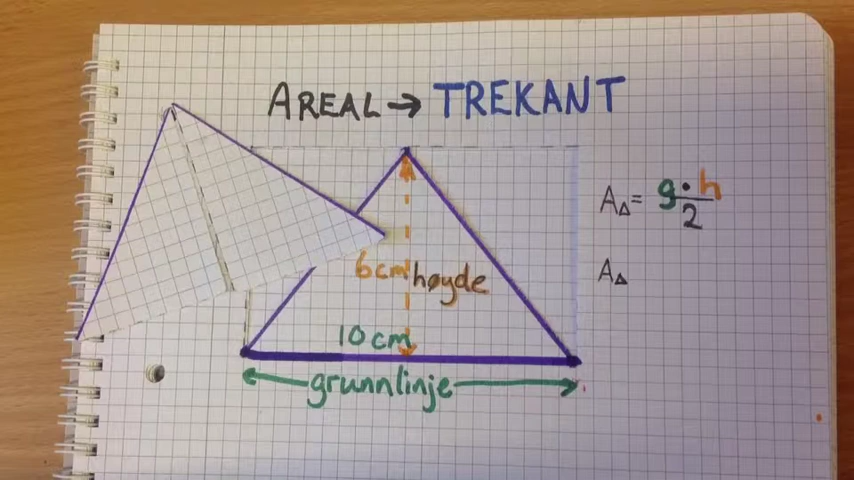 AREAL → TREKANT
A△ = g·h/2
A△
6cm høyde
10 cm
grunnlinje